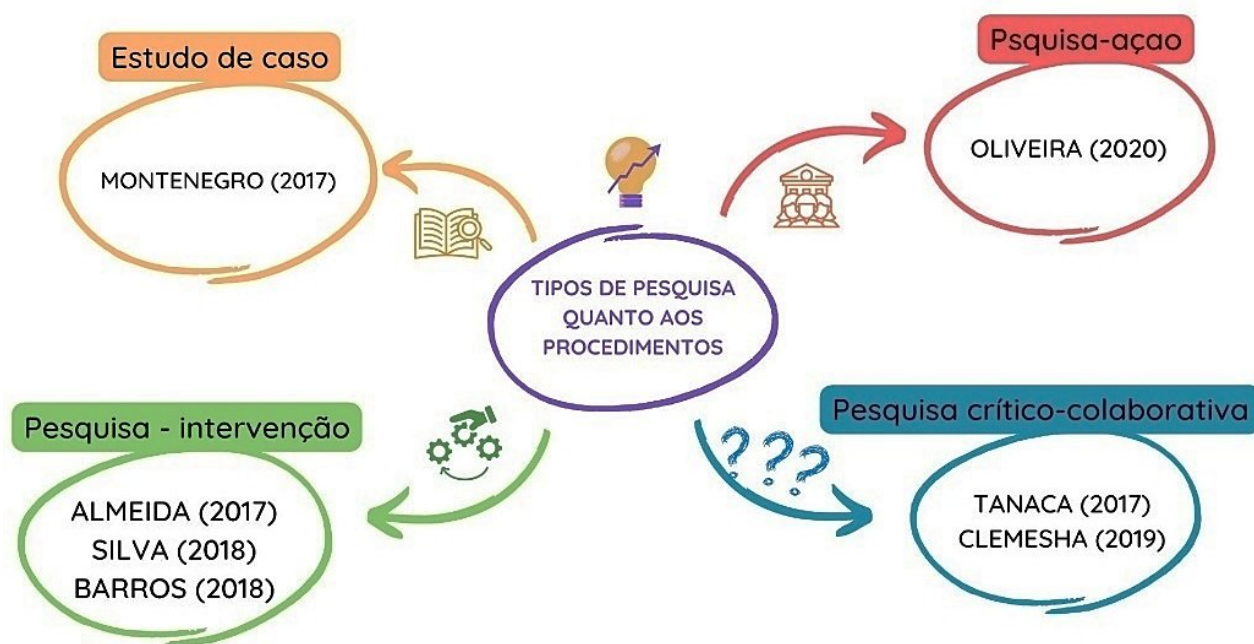 Estudo de caso
MONTENEGRO (2017)
Psquisa-açao
OLIVEIRA (2020)
TIPOS DE PESQUISA
QUANTO AOS
PROCEDIMENTOS
Pesquisa - intervenção
ALMEIDA (2017)
SILVA (2018)
BARROS (2018)
???
Pesquisa crítico-colaborativa
TANACA (2017)
CLEMESHA (2019)